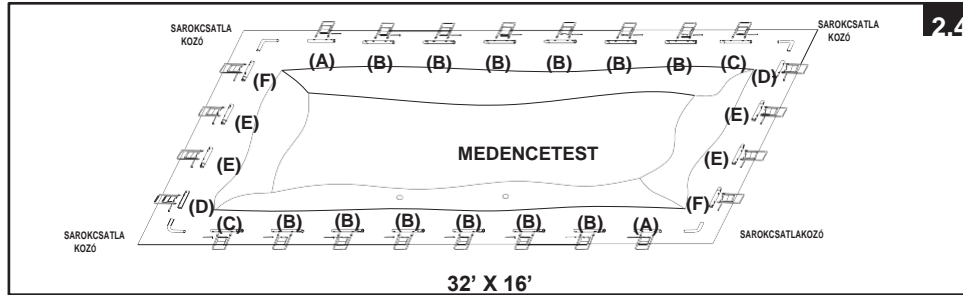 SAROKCSATLA
KOZÓ
SAROKCSATLA
KOZÓ
2.4
(A) (B) (B) (B) (B) (B) (B) (C)
(F) (D)
(E) (E)
MEDENCETEST
(E) (E)
(D) (F)
(C) (B) (B) (B) (B) (B) (B) (A)
SAROKCSATLA
KOZÓ
SAROKCSATLAKOZÓ
32’ X 16’